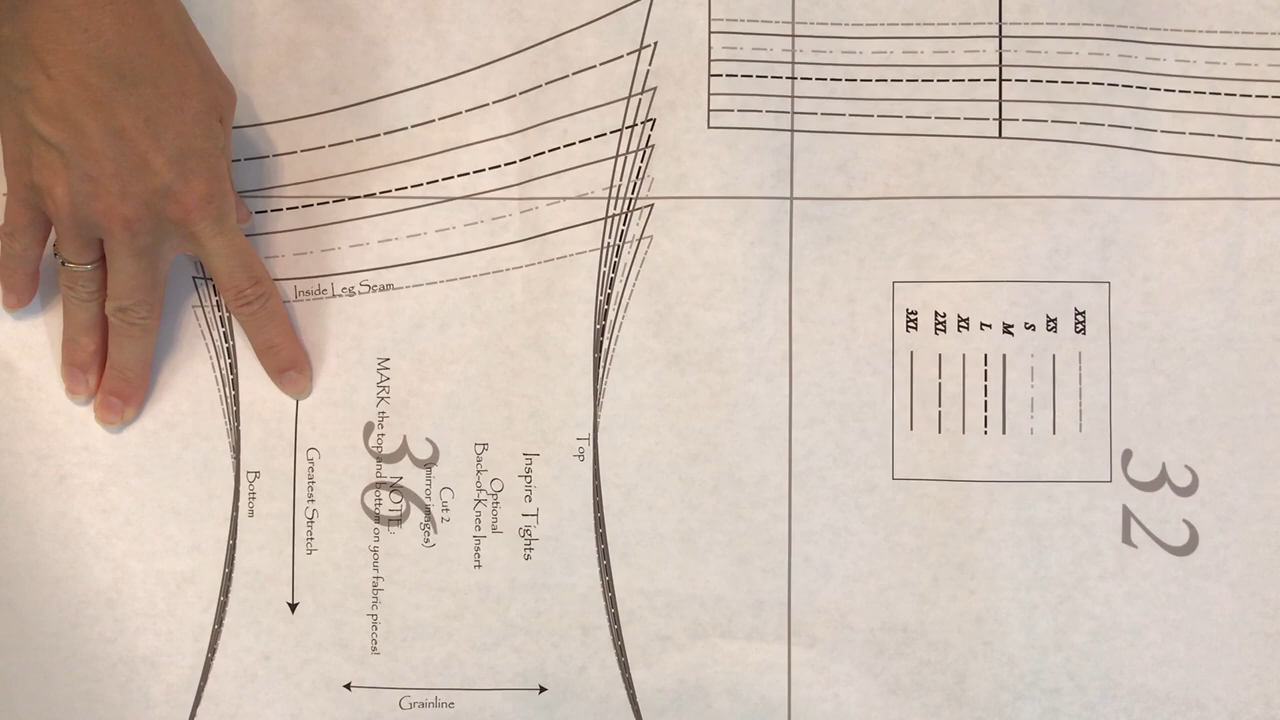 Inside Leg Seam
Top
Inspire Tights
Optional
Back-of-Knee Insert
Cut 2
(mirror images)
36
NOTE:
MARK the top and bottom on your fabric pieces!
Greatest Stretch
Bottom
Grainline
XXS
XS
S
M
L
XL
2XL
3XL
32